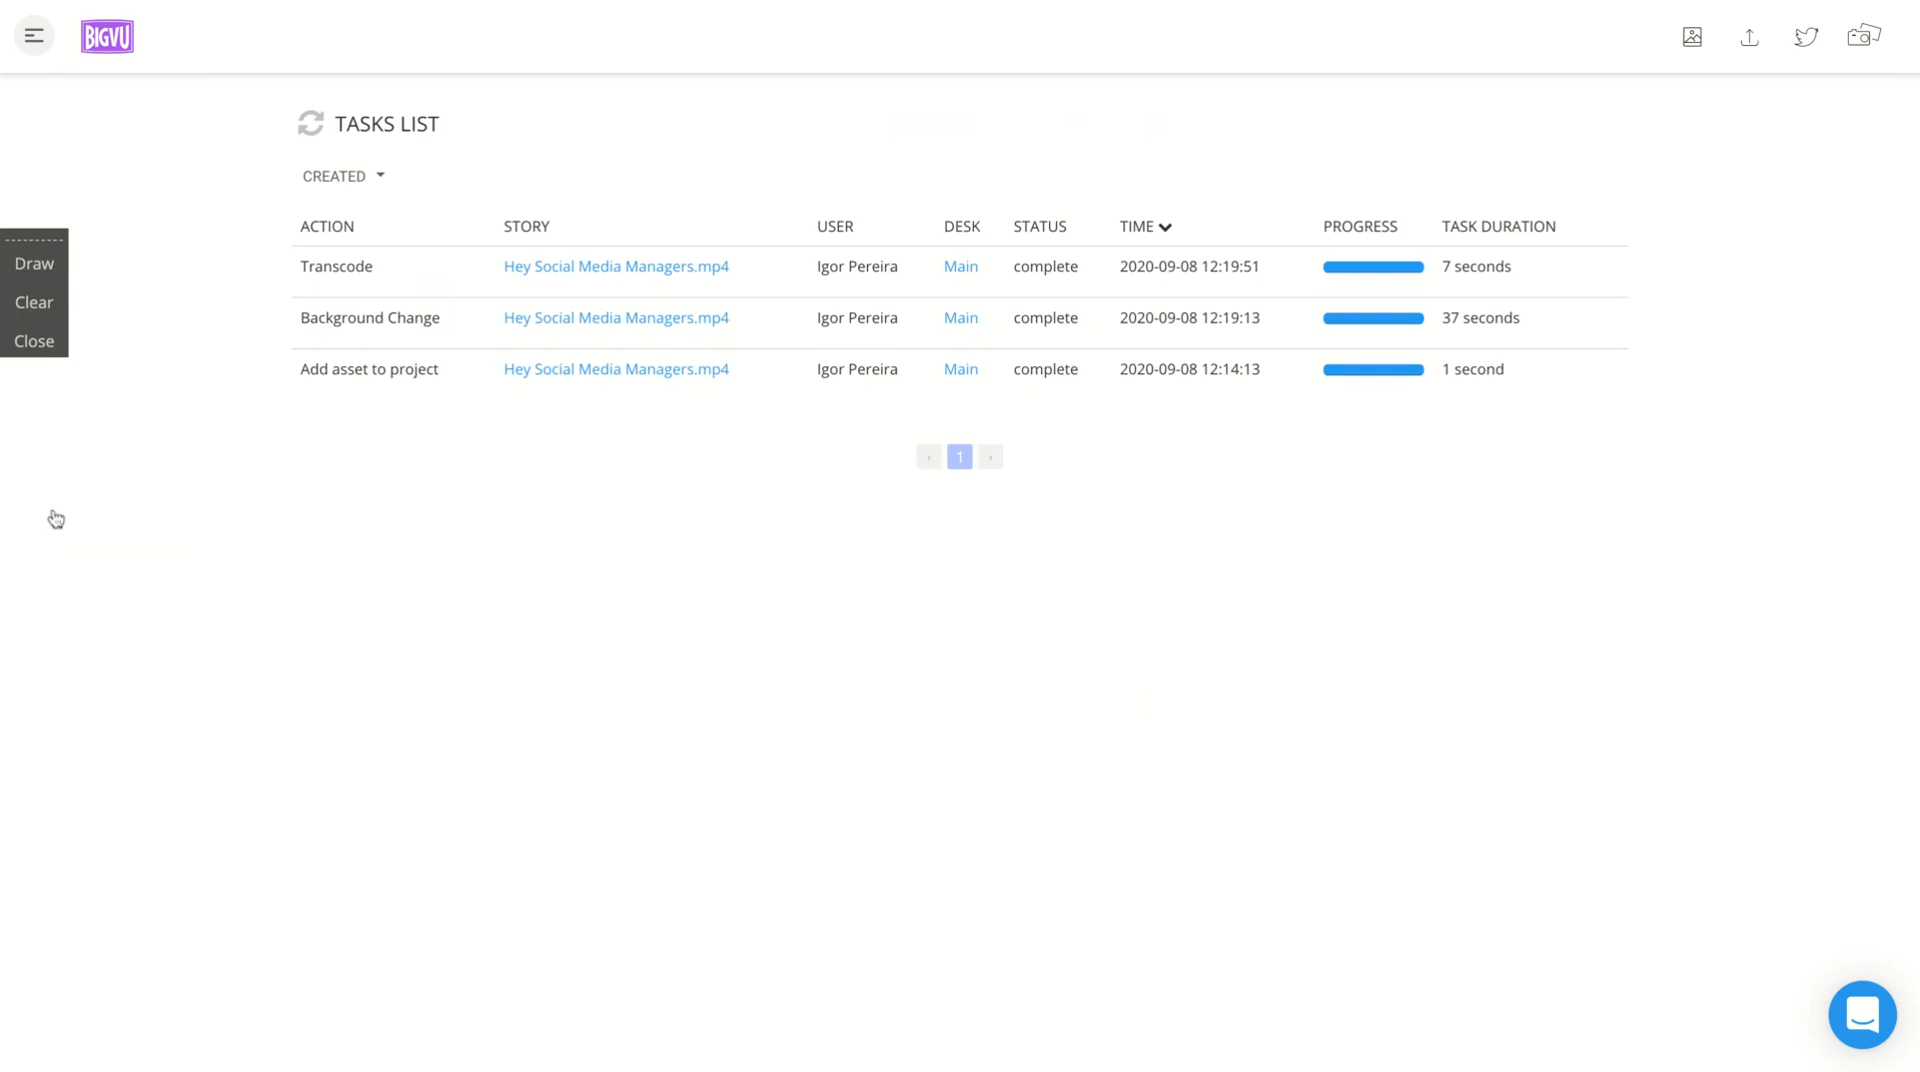 BIGVU
TASKS LIST
CREATED
ACTION STORY USER DESK STATUS TIME PROGRESS TASK DURATION
Transcode Hey Social Media Managers.mp4 Igor Pereira Main complete 2020-09-08 12:19:51 7 seconds
Background Change Hey Social Media Managers.mp4 Igor Pereira Main complete 2020-09-08 12:19:13 37 seconds
Add asset to project Hey Social Media Managers.mp4 Igor Pereira Main complete 2020-09-08 12:14:13 1 second
‹ 1 ›
Draw
Clear
Close